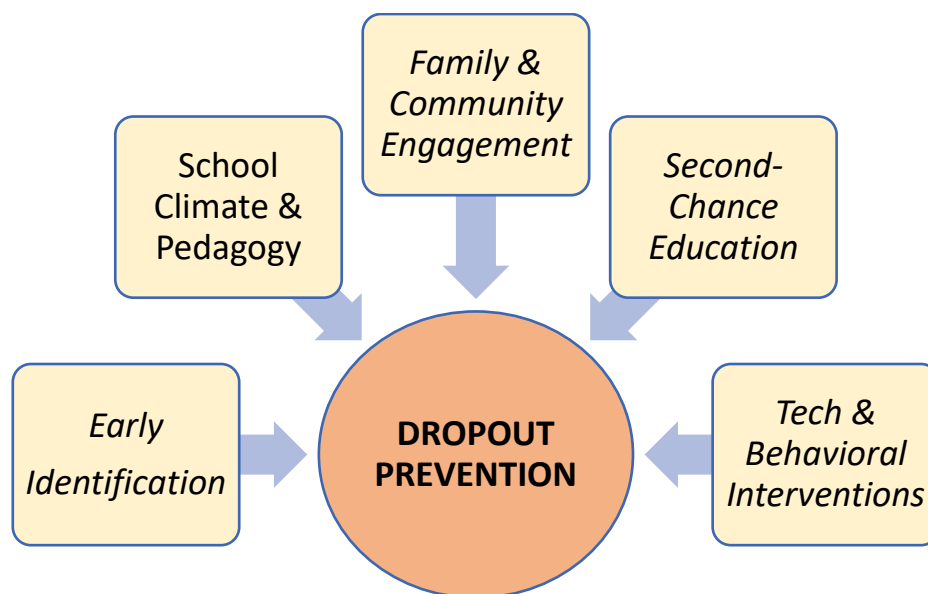 Family &
Community
Engagement
School
Climate &
Pedagogy
Second-
Chance
Education
Early
Identification
DROPOUT
PREVENTION
Tech &
Behavioral
Interventions